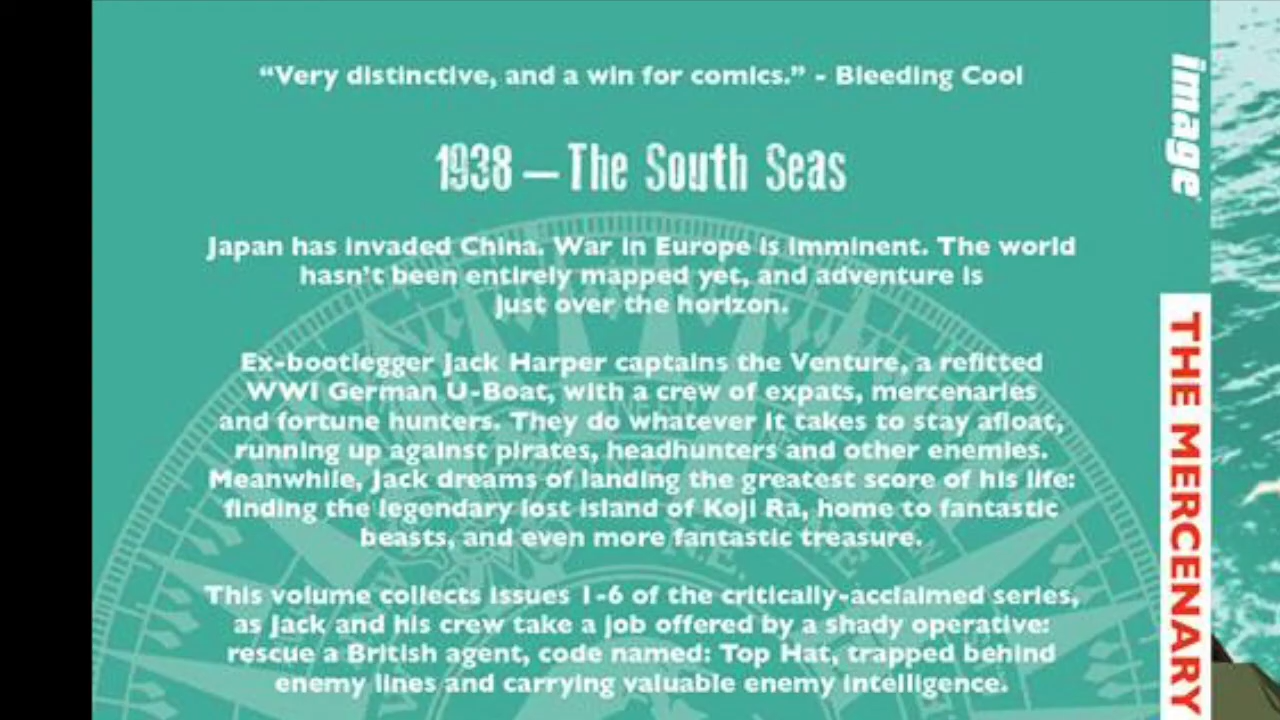 “Very distinctive, and a win for comics.” - Bleeding Cool
1938 – The South Seas
Japan has invaded China. War in Europe is imminent. The world
hasn’t been entirely mapped yet, and adventure is
just over the horizon.
Ex-bootlegger Jack Harper captains the Venture, a refitted
WWI German U-Boat, with a crew of expats, mercenaries
and fortune hunters. They do whatever it takes to stay afloat,
running up against pirates, headhunters and other enemies.
Meanwhile, Jack dreams of landing the greatest score of his life:
finding the legendary lost island of Koji Ra, home to fantastic
beasts, and even more fantastic treasure.
This volume collects issues 1-6 of the critically-acclaimed series,
as Jack and his crew take a job offered by a shady operative:
rescue a British agent, code named: Top Hat, trapped behind
enemy lines and carrying valuable enemy intelligence.
image
THE MERCENARY